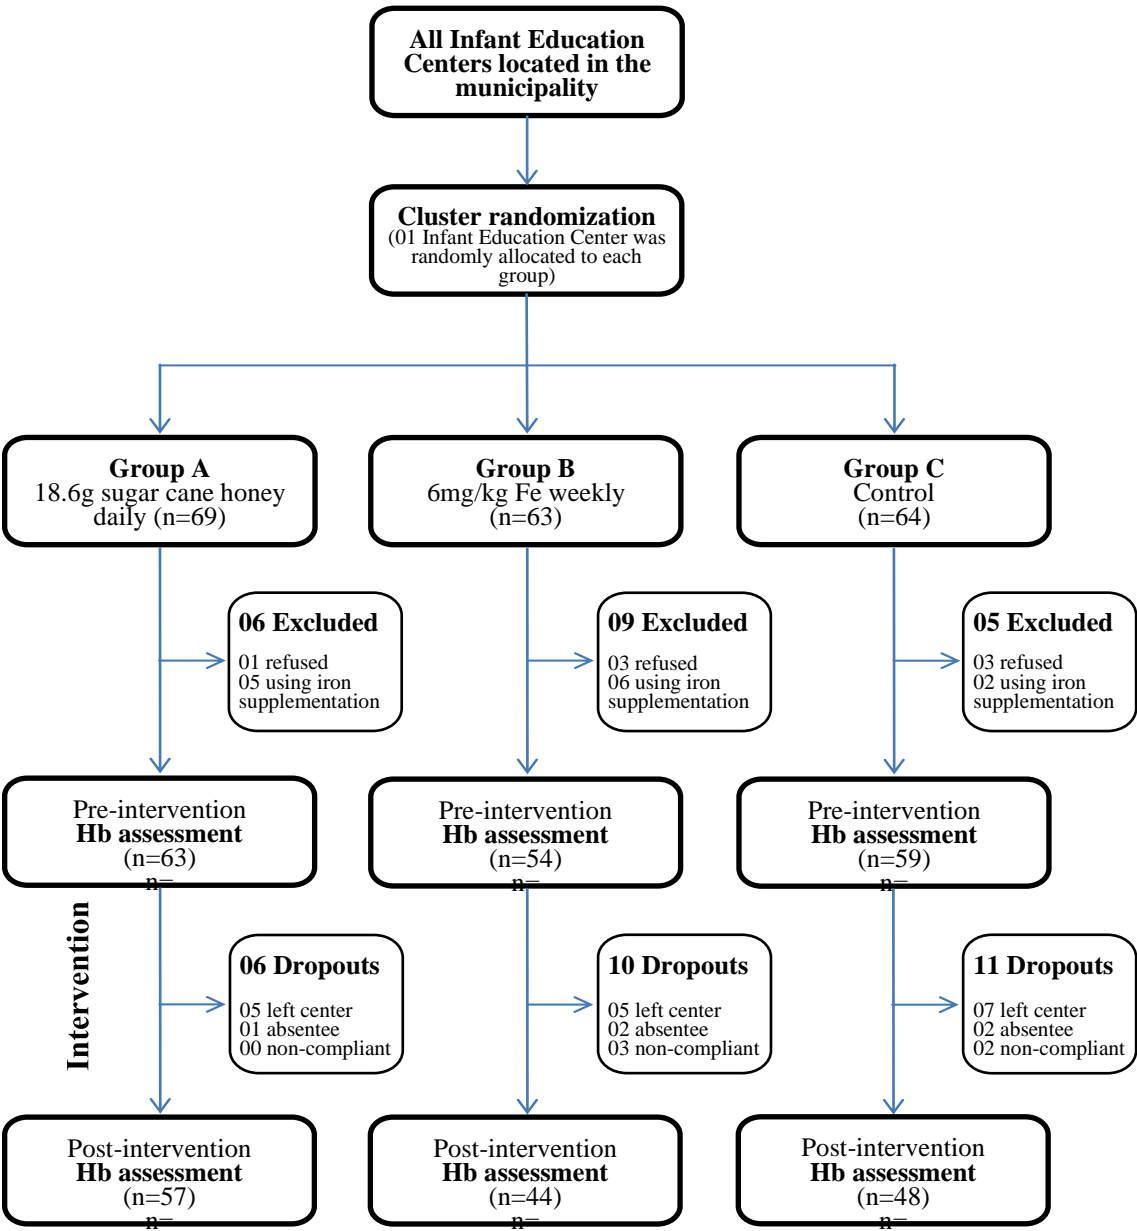 All Infant Education
Centers located in the
municipality
Cluster randomization
(01 Infant Education Center was
randomly allocated to each
group)
Group A
18.6g sugar cane honey
daily (n=69)
Group B
6mg/kg Fe weekly
(n=63)
Group C
Control
(n=64)
06 Excluded
01 refused
05 using iron
supplementation
09 Excluded
03 refused
06 using iron
supplementation
05 Excluded
03 refused
02 using iron
supplementation
Pre-intervention
Hb assessment
(n=63)
n=
Pre-intervention
Hb assessment
(n=54)
n=
Pre-intervention
Hb assessment
(n=59)
n=
Intervention
06 Dropouts
05 left center
01 absentee
00 non-compliant
10 Dropouts
05 left center
02 absentee
03 non-compliant
11 Dropouts
07 left center
02 absentee
02 non-compliant
Post-intervention
Hb assessment
(n=57)
n=
Post-intervention
Hb assessment
(n=44)
n=
Post-intervention
Hb assessment
(n=48)
n=